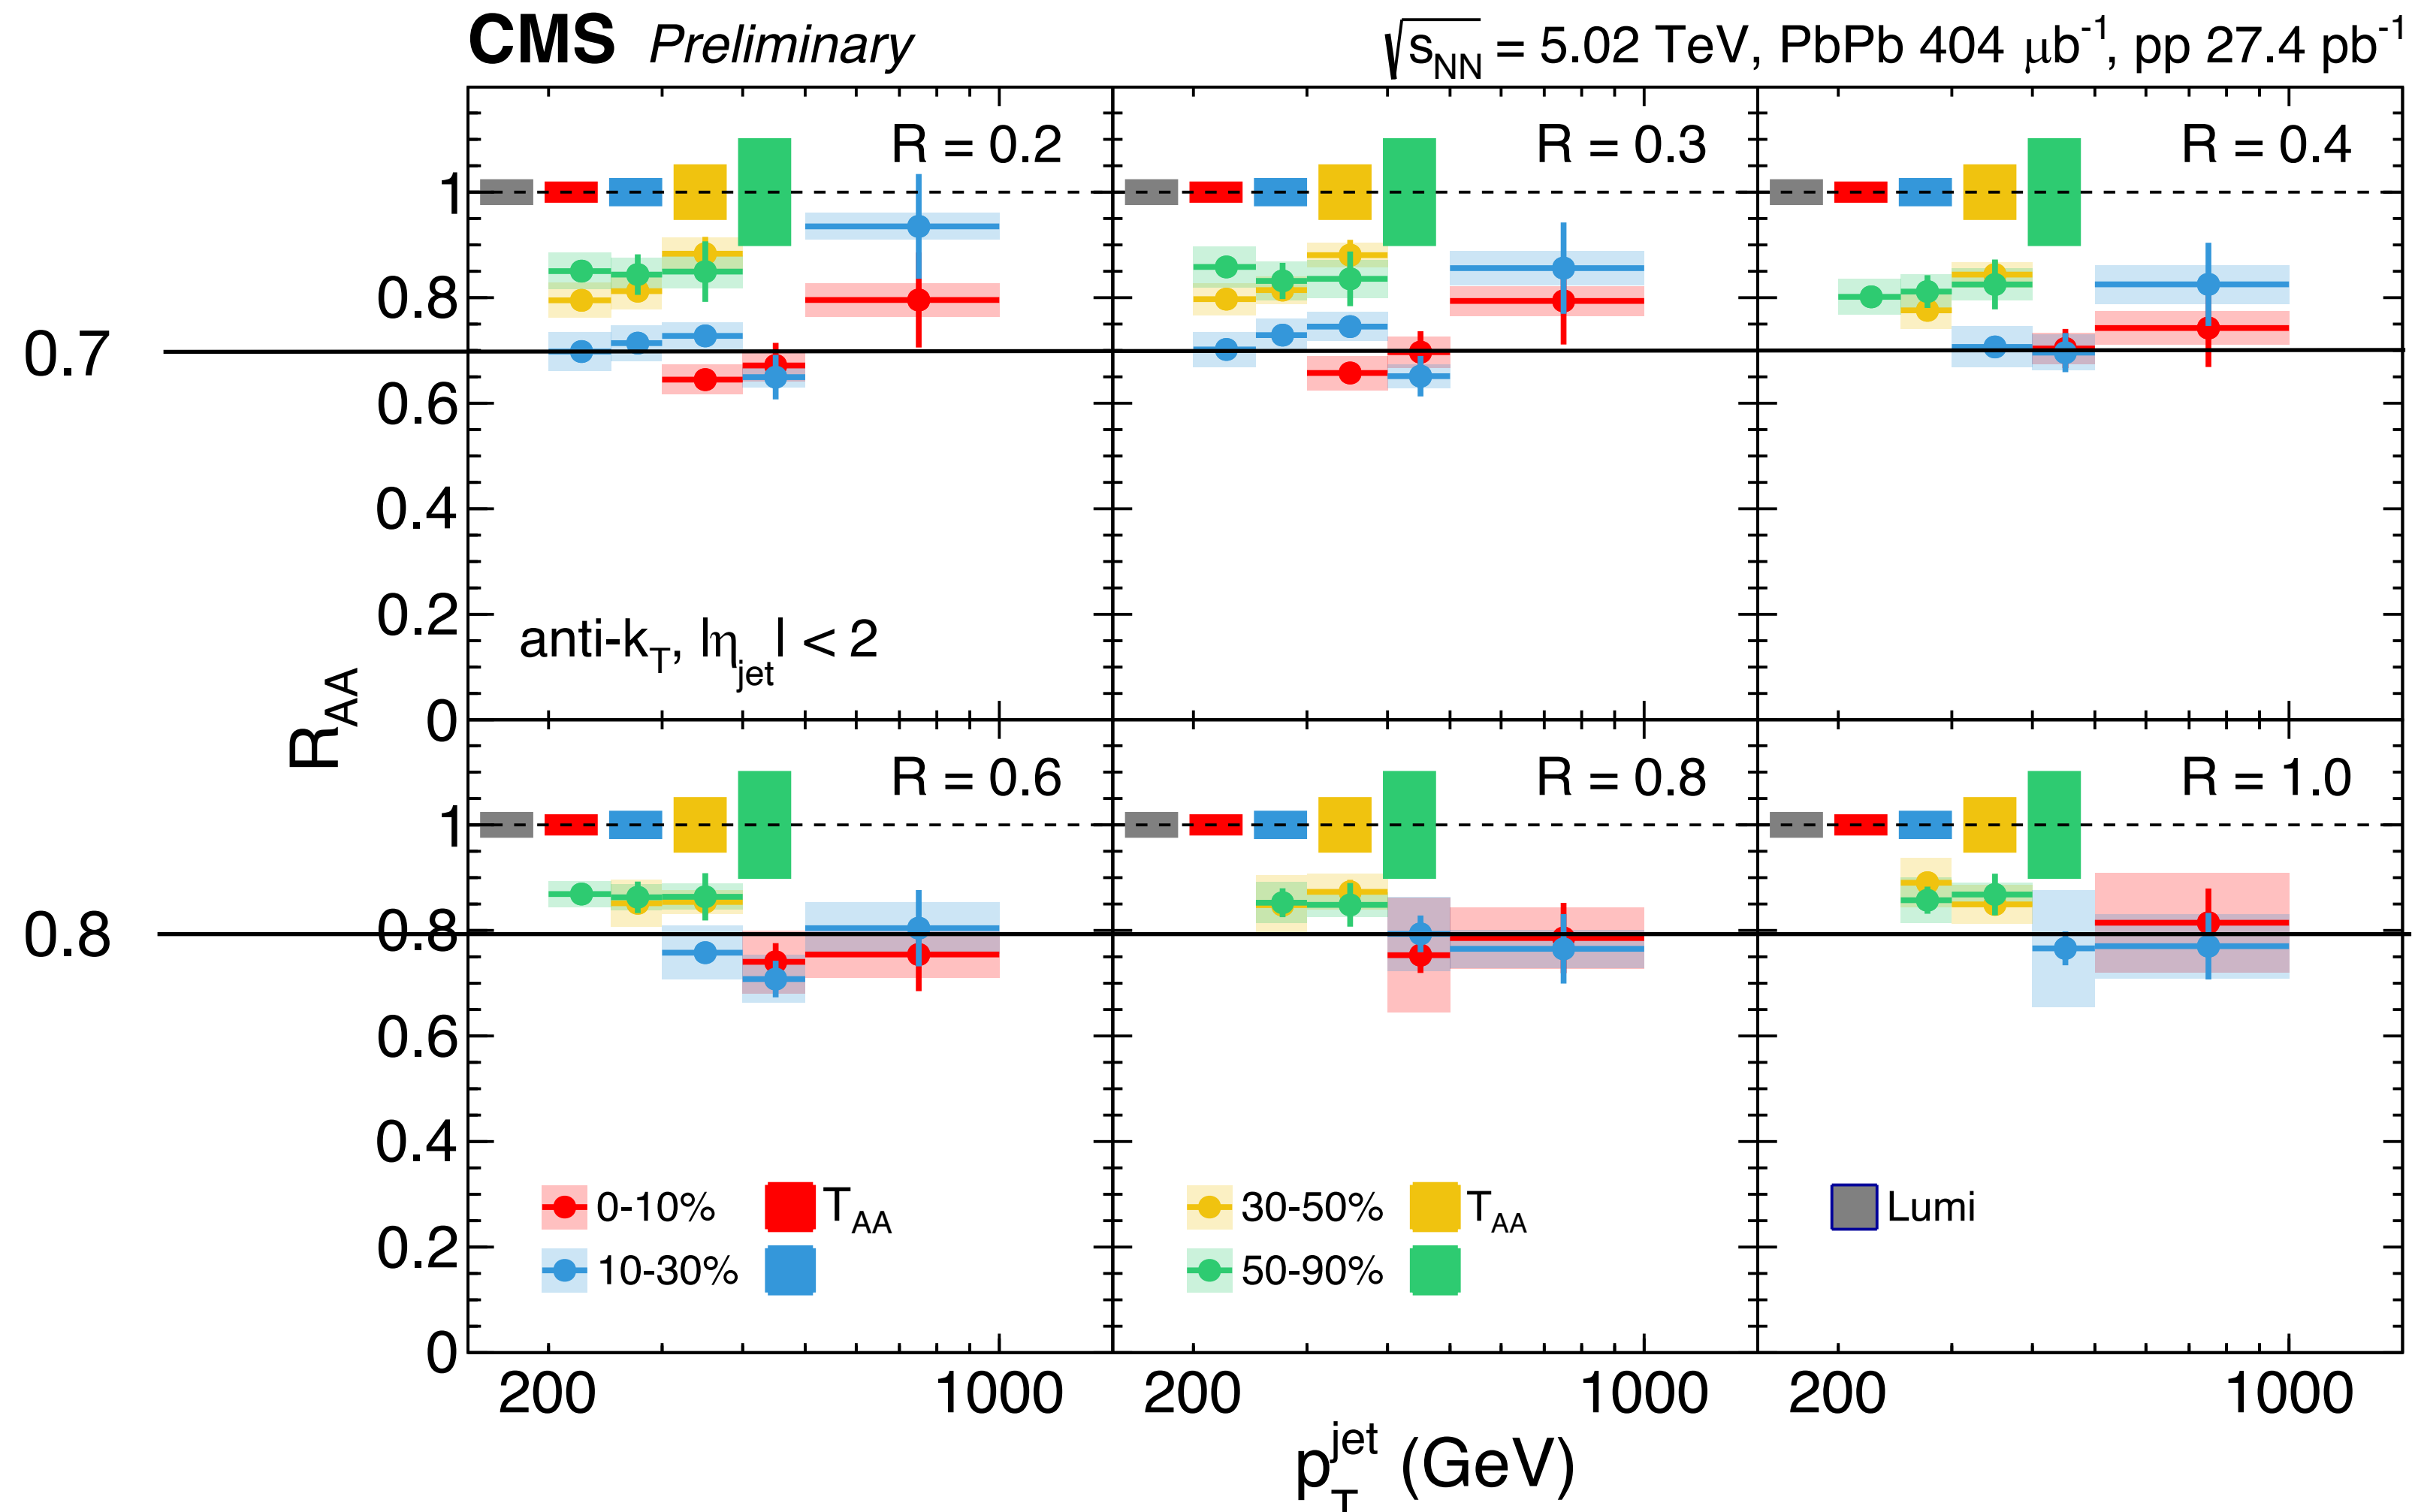 CMS Preliminary
√sNN = 5.02 TeV, PbPb 404 μb-1, pp 27.4 pb-1
R = 0.2
R = 0.3
R = 0.4
1
0.8
0.7
0.6
0.4
0.2
0
anti-kT, |ηjet| < 2
RAA
R = 0.6
R = 0.8
R = 1.0
1
0.8
0.8
0.6
0.4
0.2
0
0-10%
TAA
10-30%
30-50%
TAA
50-90%
Lumi
200
1000
200
1000
200
1000
pTjet (GeV)